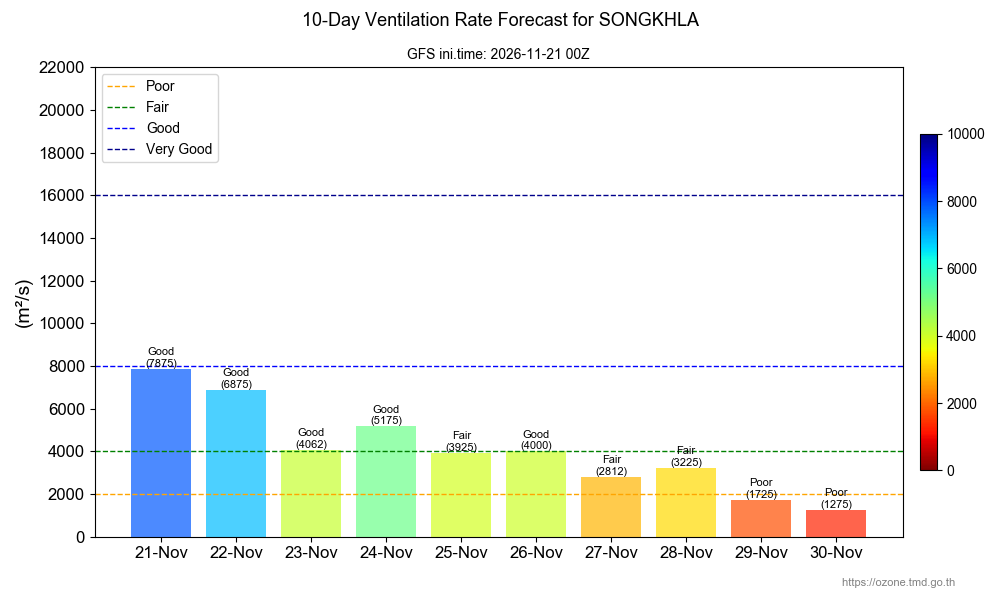 10-Day Ventilation Rate Forecast for SONGKHLA
GFS ini.time: 2026-11-21 00Z
(m²/s)
22000
20000
18000
16000
14000
12000
10000
8000
6000
4000
2000
0
Poor
Fair
Good
Very Good
Good
(7875)
Good
(6875)
Good
(4062)
Good
(5175)
Fair
(3925)
Good
(4000)
Fair
(2812)
Fair
(3225)
Poor
(1725)
Poor
(1275)
21-Nov 22-Nov 23-Nov 24-Nov 25-Nov 26-Nov 27-Nov 28-Nov 29-Nov 30-Nov
10000
8000
6000
4000
2000
0
https://ozone.tmd.go.th